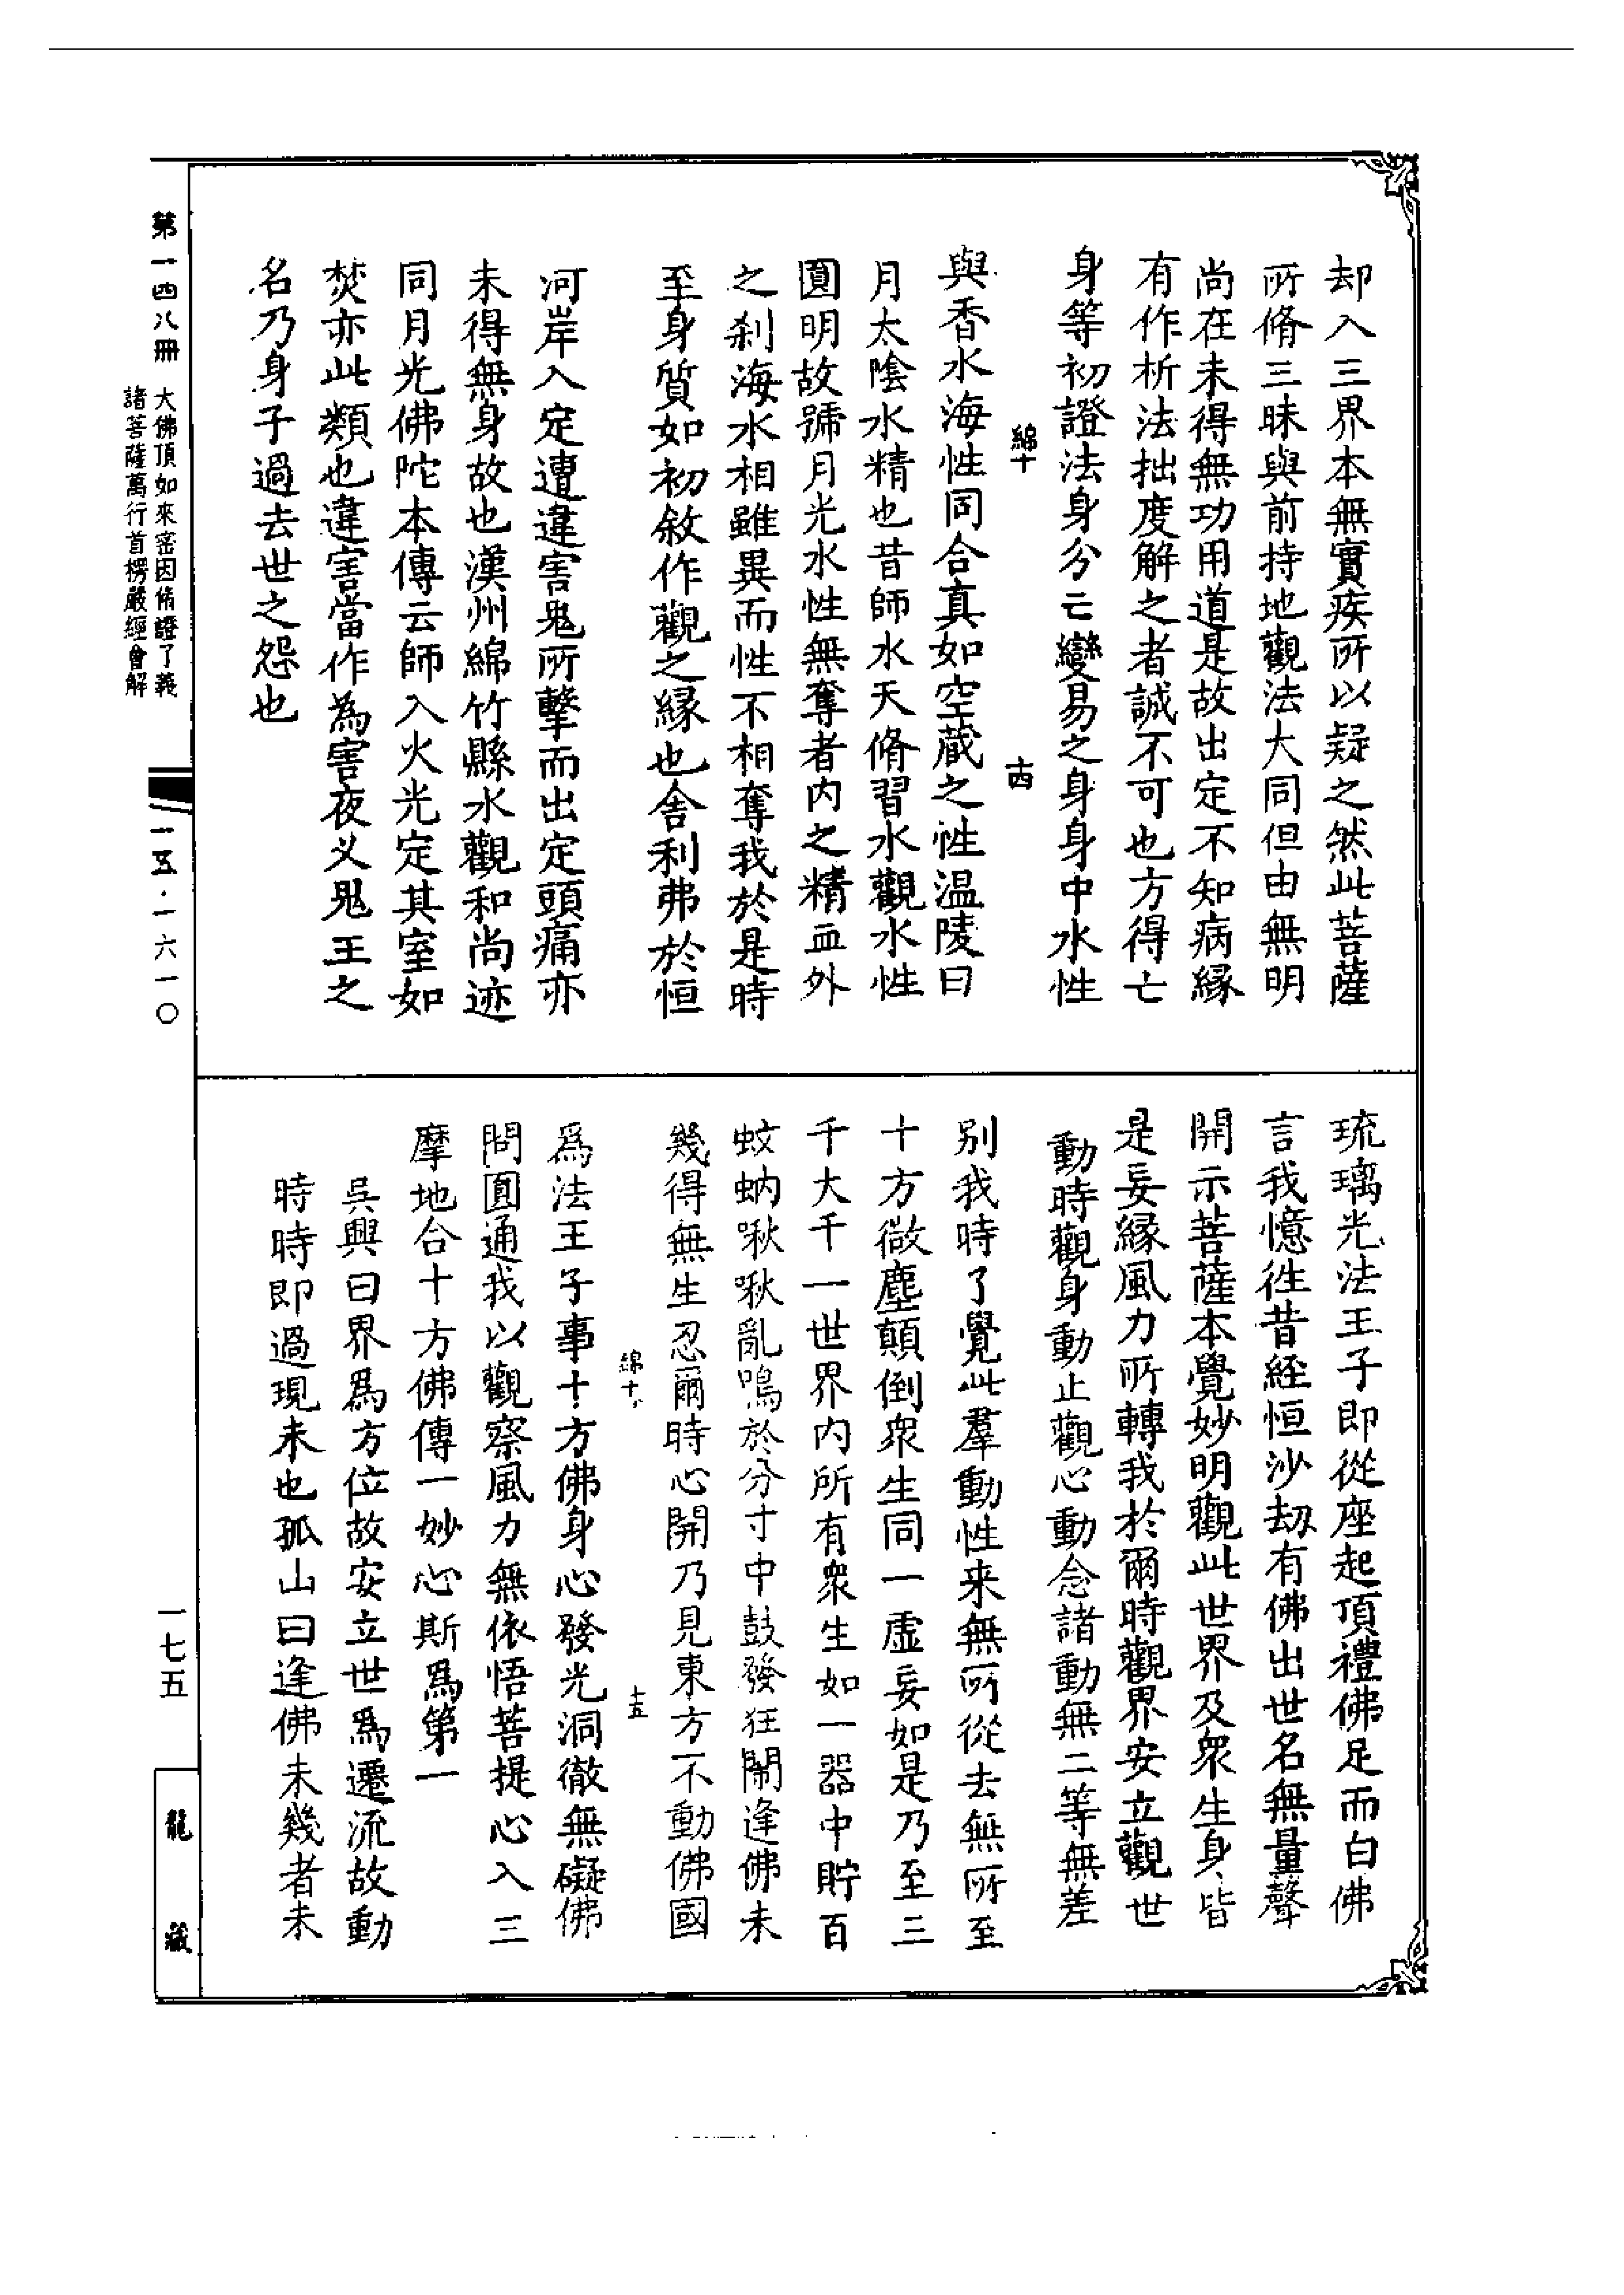 却入三界本無實疾所以疑之然此菩薩
所脩三昧與前持地觀法大同但由無明
尚在未得無功用道是故出定不知病緣
有作析法拙度解之者誠不可也方得亡
身等初證法身分亡變易之身身中水性
綿十
十四
與香水海性同合真如空藏之性温陵曰
月太陰水精也昔師水天脩習水觀水性
圓明故號月光水性無奪者内之精血外
之剎海水相雖異而性不相奪我於是時
至身質如初敘作觀之緣也舍利弗於恒
河岸入定遭違害鬼所擊而出定頭痛亦
未得無身故也漢州綿竹縣水觀和尚迹
同月光佛陀本傳云師入火光定其室如
焚亦此類也違害當作為害夜义鬼王之
名乃身子過去世之怨也
琉璃光法王子即從座起頂禮佛足而白佛
言我憶徃昔經恒沙劫有佛出世名無量聲
開示菩薩本覺妙明觀此世界及衆生身皆
是妄緣風力所轉我於爾時觀界安立觀世
動時觀身動止觀心動念諸動無二等無差
别我時了覺此羣動性来無所從去無所至
十方微塵顛倒衆生同一虚妄如是乃至三
千大千一世界内所有衆生如一器中貯百
蚊蚋啾啾亂鳴於分寸中鼓發狂鬧逢佛未
幾得無生忍爾時心開乃見東方不動佛國
綿十
十五
爲法王子事十方佛身心發光洞徹無礙佛
問圓通我以觀察風力無依悟菩提心入三
摩地合十方佛傳一妙心斯爲第一
吳興曰界爲方位故安立世爲遷流故動
時時即過現未也孤山曰逢佛未幾者未
第一四八冊
大佛頂如來密因脩證了義
諸菩薩萬行首楞嚴經會解
一五·一六一〇
一七五
龍藏